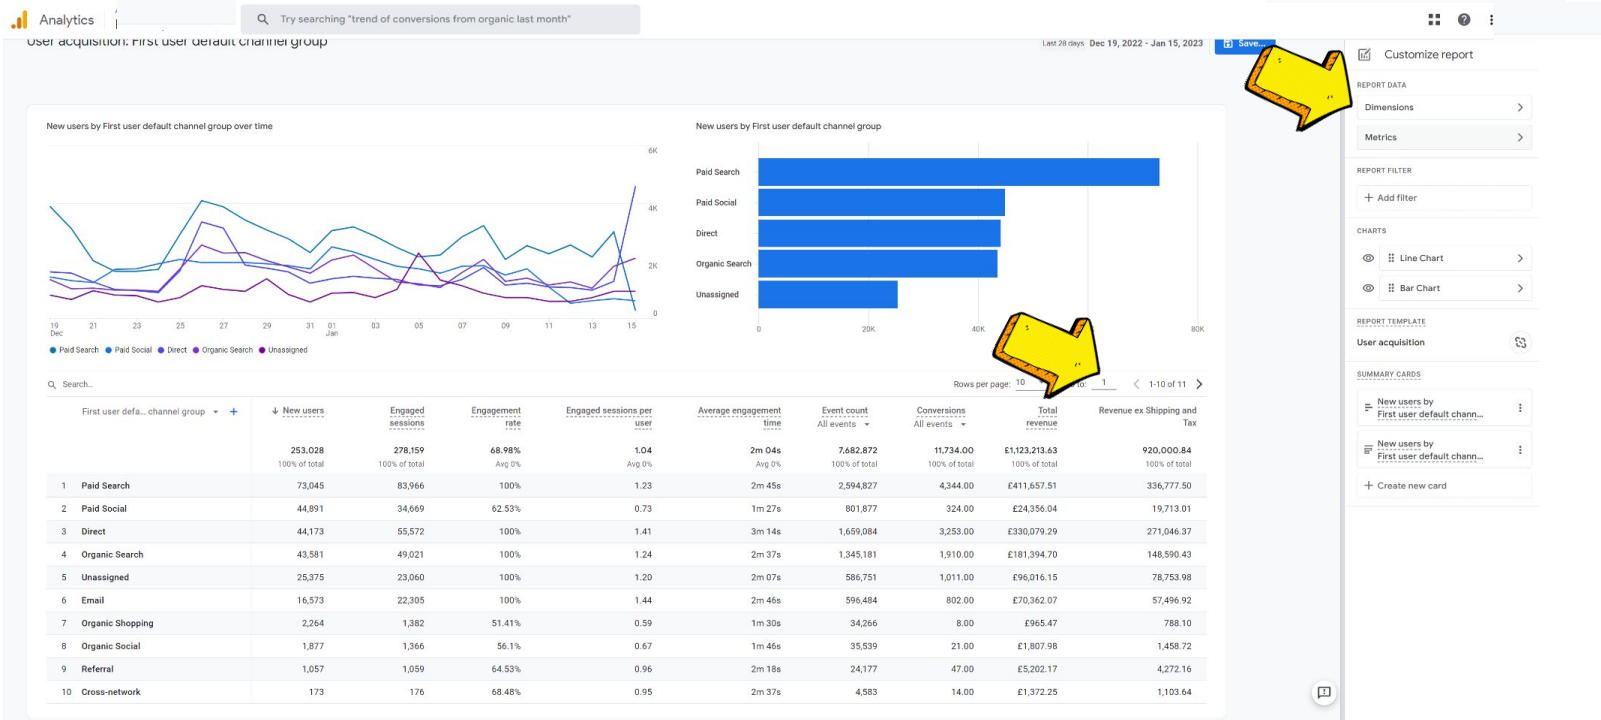 Analytics
Try searching "trend of conversions from organic last month"
User acquisition: First user default channel group
Last 28 days Dec 19, 2022 - Jan 15, 2023
Save...
Customize report
REPORT DATA
Dimensions
Metrics
REPORT FILTER
+ Add filter
CHARTS
Line Chart
Bar Chart
REPORT TEMPLATE
User acquisition
SUMMARY CARDS
New users by
First user default chann...
New users by
First user default chann...
+ Create new card
New users by First user default channel group over time
6K
4K
2K
0
19 21 23 25 27 29 31 01 03 05 07 09 11 13 15
Dec Jan
Paid Search Paid Social Direct Organic Search Unassigned
New users by First user default channel group
Paid Search
Paid Social
Direct
Organic Search
Unassigned
0 20K 40K 80K
Search...
Rows per page: 10 to: 1 1-10 of 11
First user defa... channel group + New users Engaged sessions Engagement rate Engaged sessions per user Average engagement time Event count All events Conversions All events Total revenue Revenue ex Shipping and Tax
253,028 278,159 68.98% 1.04 2m 04s 7,682,872 11,734.00 £1,123,213.63 920,000.84
100% of total 100% of total Avg 0% Avg 0% Avg 0% 100% of total 100% of total 100% of total 100% of total
1 Paid Search 73,045 83,966 100% 1.23 2m 45s 2,594,827 4,344.00 £411,657.51 336,777.50
2 Paid Social 44,891 34,669 62.53% 0.73 1m 27s 801,877 324.00 £24,356.04 19,713.01
3 Direct 44,173 55,572 100% 1.41 3m 14s 1,659,084 3,253.00 £330,079.29 271,046.37
4 Organic Search 43,581 49,021 100% 1.24 2m 37s 1,345,181 1,910.00 £181,394.70 148,590.43
5 Unassigned 25,375 23,060 100% 1.20 2m 07s 586,751 1,011.00 £96,016.15 78,753.98
6 Email 16,573 22,305 100% 1.44 2m 46s 596,484 802.00 £70,362.07 57,496.92
7 Organic Shopping 2,264 1,382 51.41% 0.59 1m 30s 34,266 8.00 £965.47 788.10
8 Organic Social 1,877 1,366 56.1% 0.67 1m 46s 35,539 21.00 £1,807.98 1,458.72
9 Referral 1,057 1,059 64.53% 0.96 2m 18s 24,177 47.00 £5,202.17 4,272.16
10 Cross-network 173 176 68.48% 0.95 2m 37s 4,583 14.00 £1,372.25 1,103.64